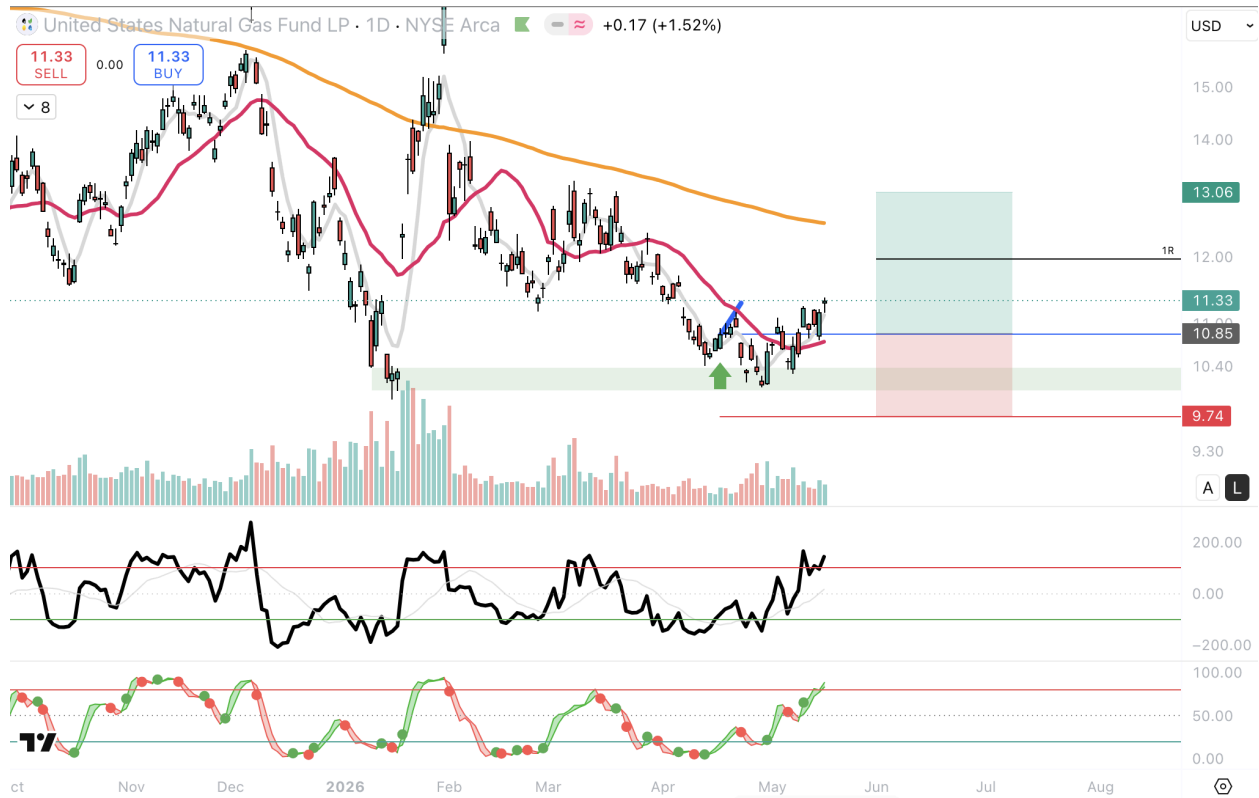 United States Natural Gas Fund LP · 1D · NYSE Arca +0.17 (+1.52%)
USD
11.33
SELL
0.00
11.33
BUY
8
15.00
14.00
13.06
1R
12.00
11.33
11.00
10.85
10.40
9.74
9.30
A
L
200.00
0.00
−200.00
100.00
50.00
0.00
ct Nov Dec 2026 Feb Mar Apr May Jun Jul Aug